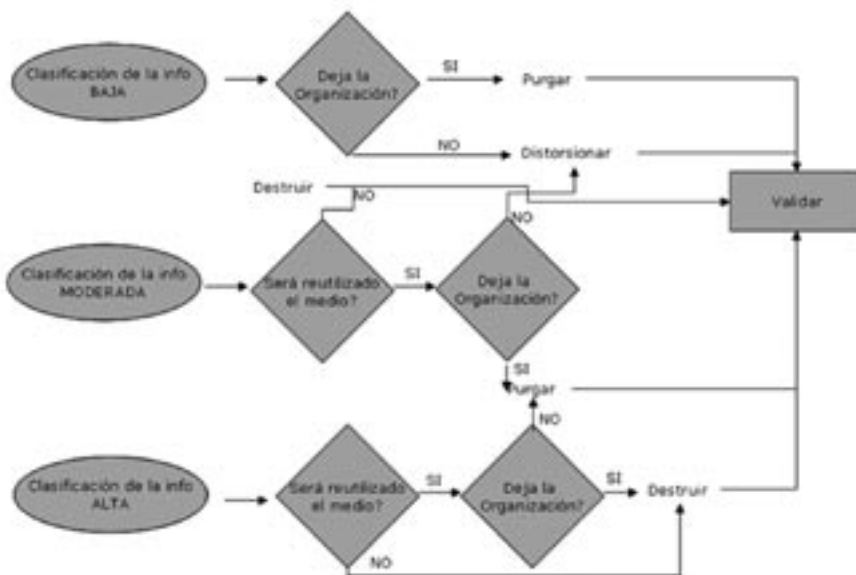 Clasificación de la info
BAJA
Deja la
Organización?
SI
Purgar
NO
Distorsionar
Destruir
NO
NO
Validar
Clasificación de la info
MODERADA
Será reutilizado
el medio?
SI
Deja la
Organización?
SI
Purgar
NO
Clasificación de la info
ALTA
Será reutilizado
el medio?
SI
Deja la
Organización?
SI
Destruir
NO